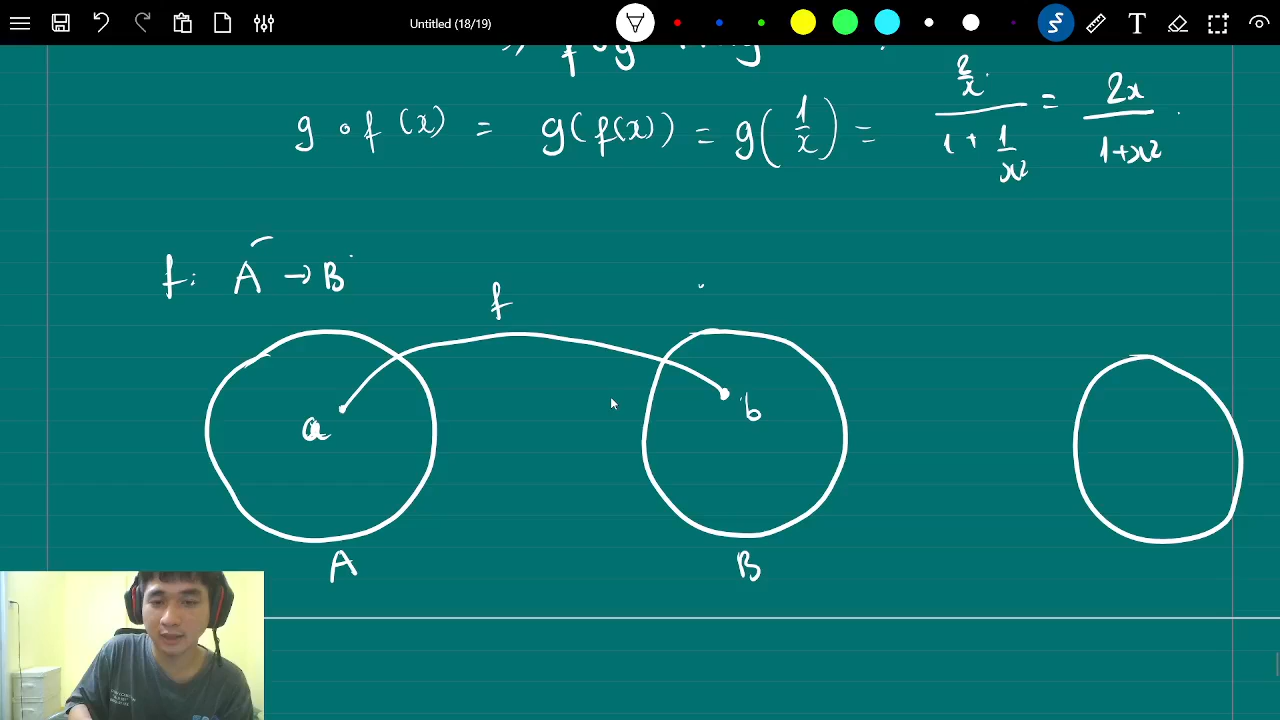 Untitled (18/19)
g∘f(x) = g(f(x)) = g(1/x) = (2/x)/(1 + 1/x²) = 2x/(1+x²)
f: A → B
f
a
b
A
B